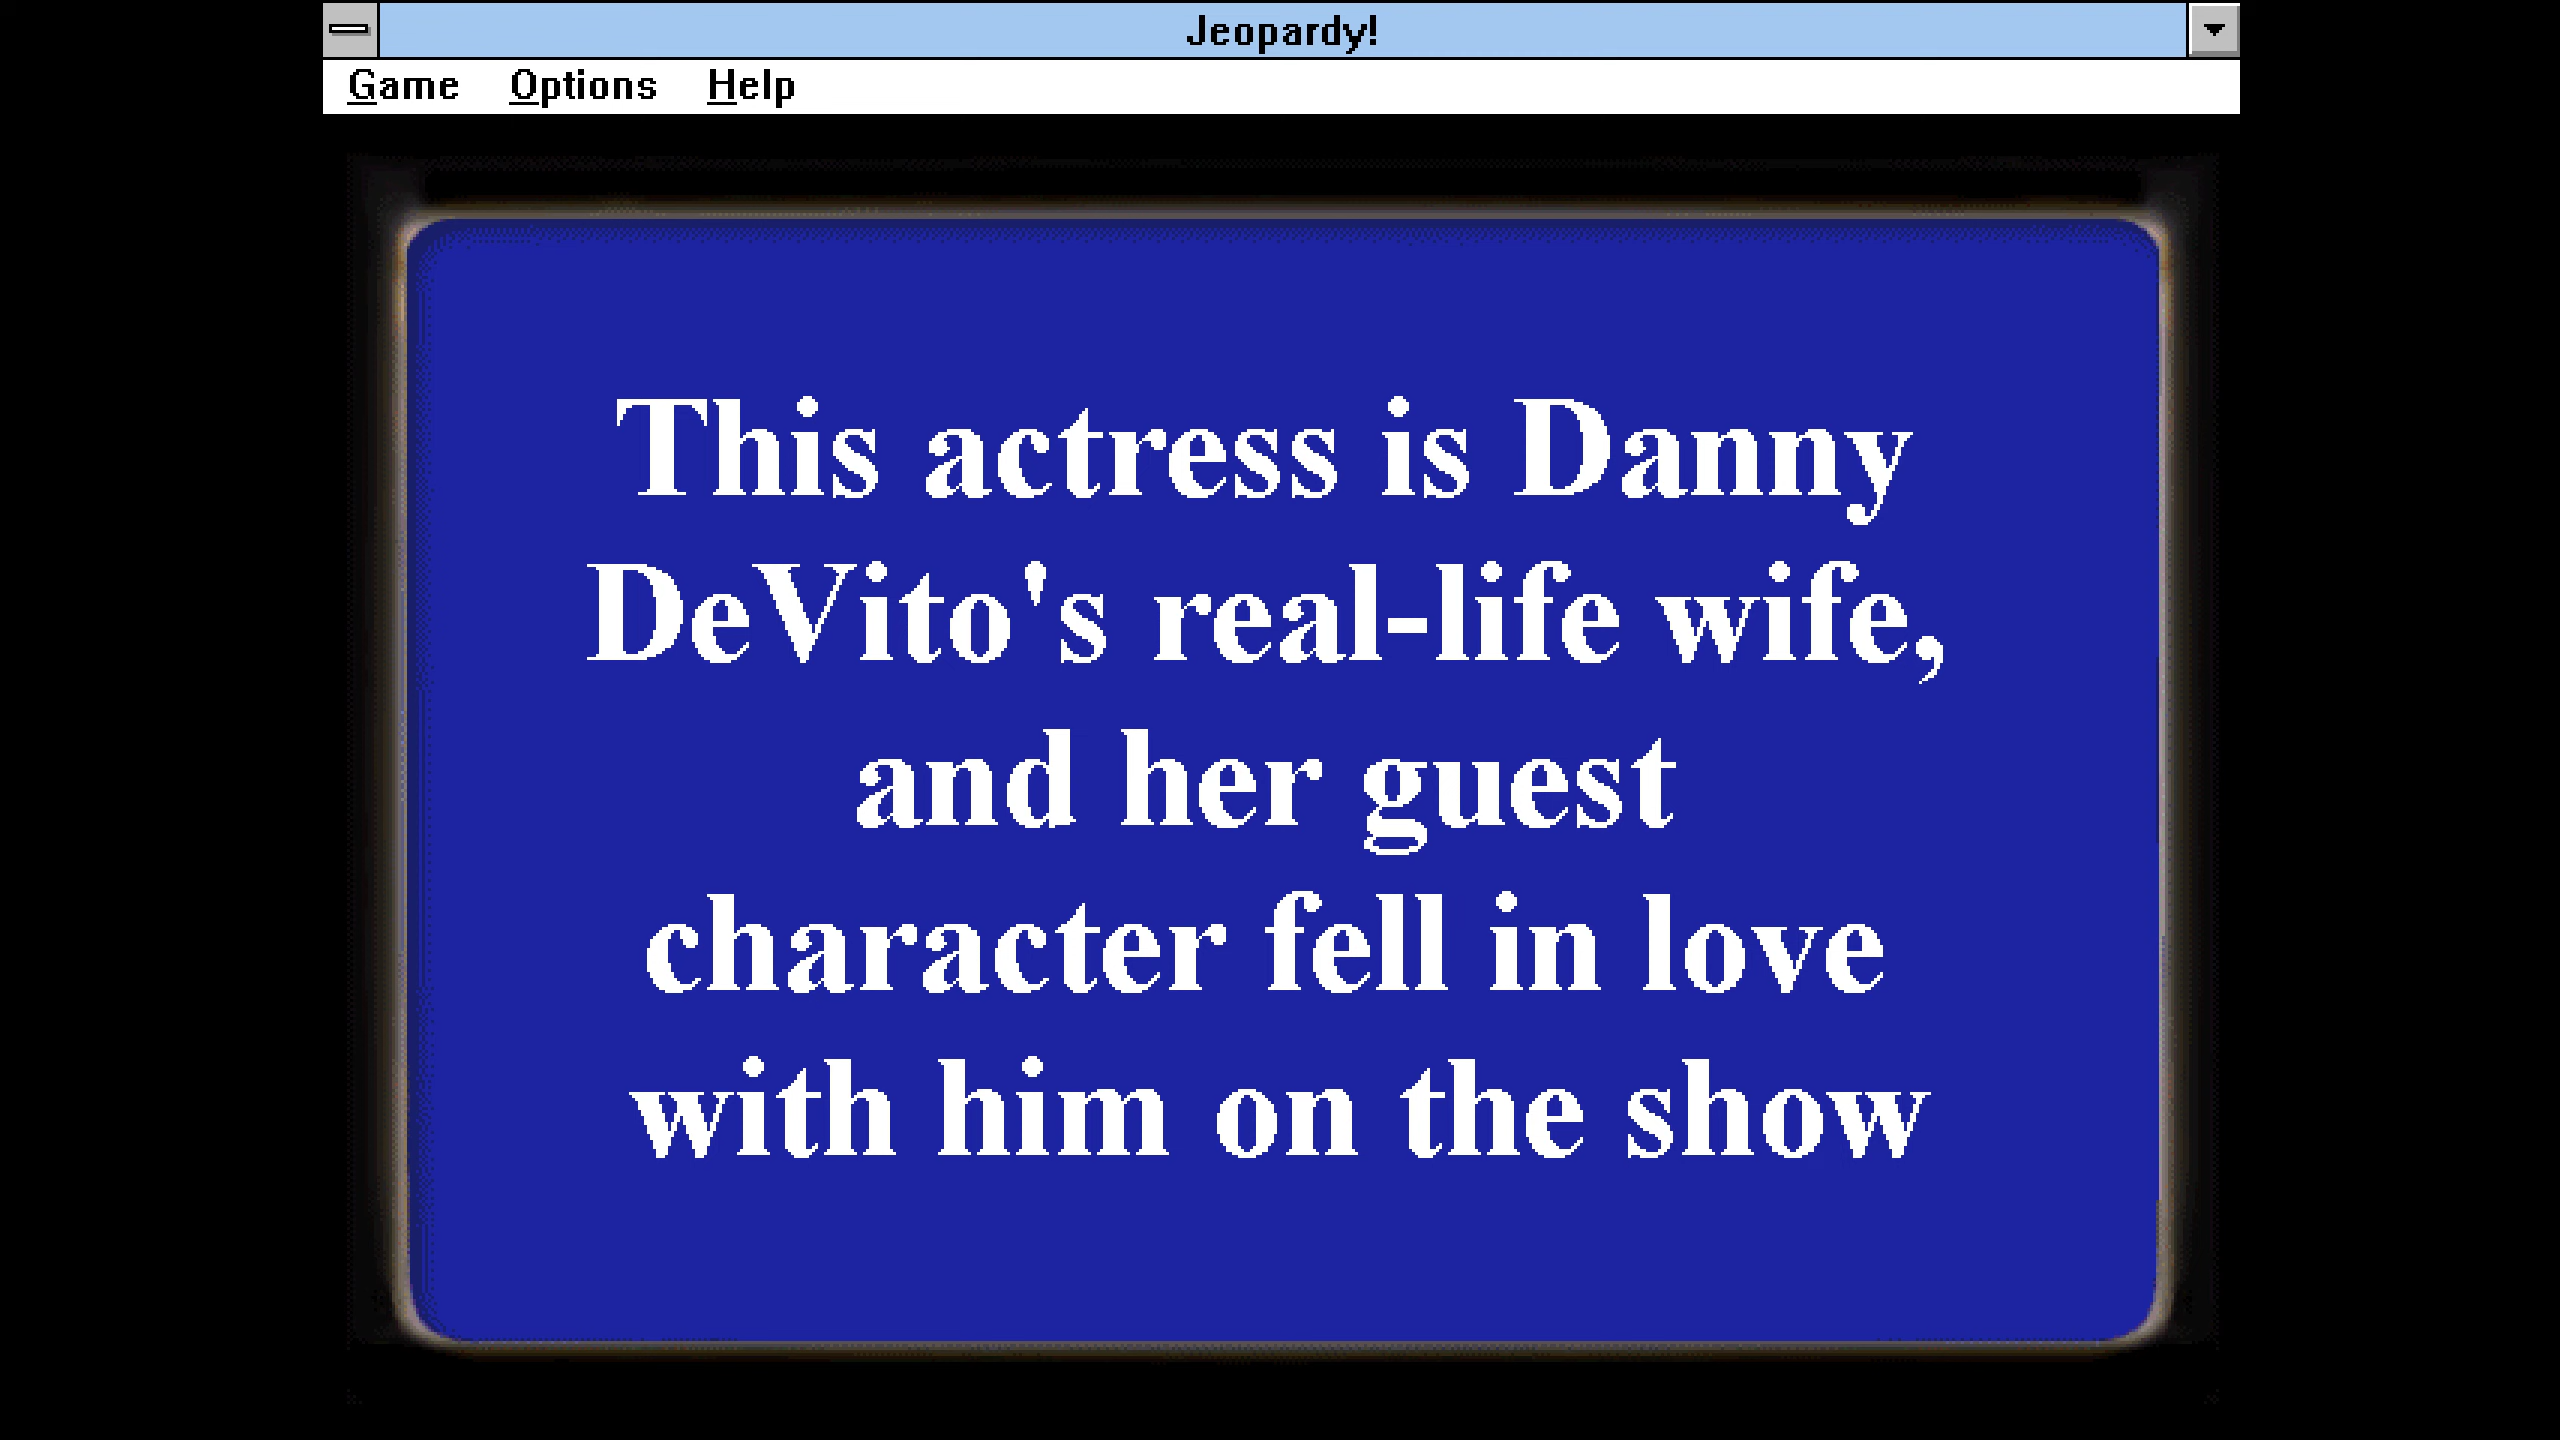 Jeopardy!
Game Options Help
This actress is Danny
DeVito's real-life wife,
and her guest
character fell in love
with him on the show